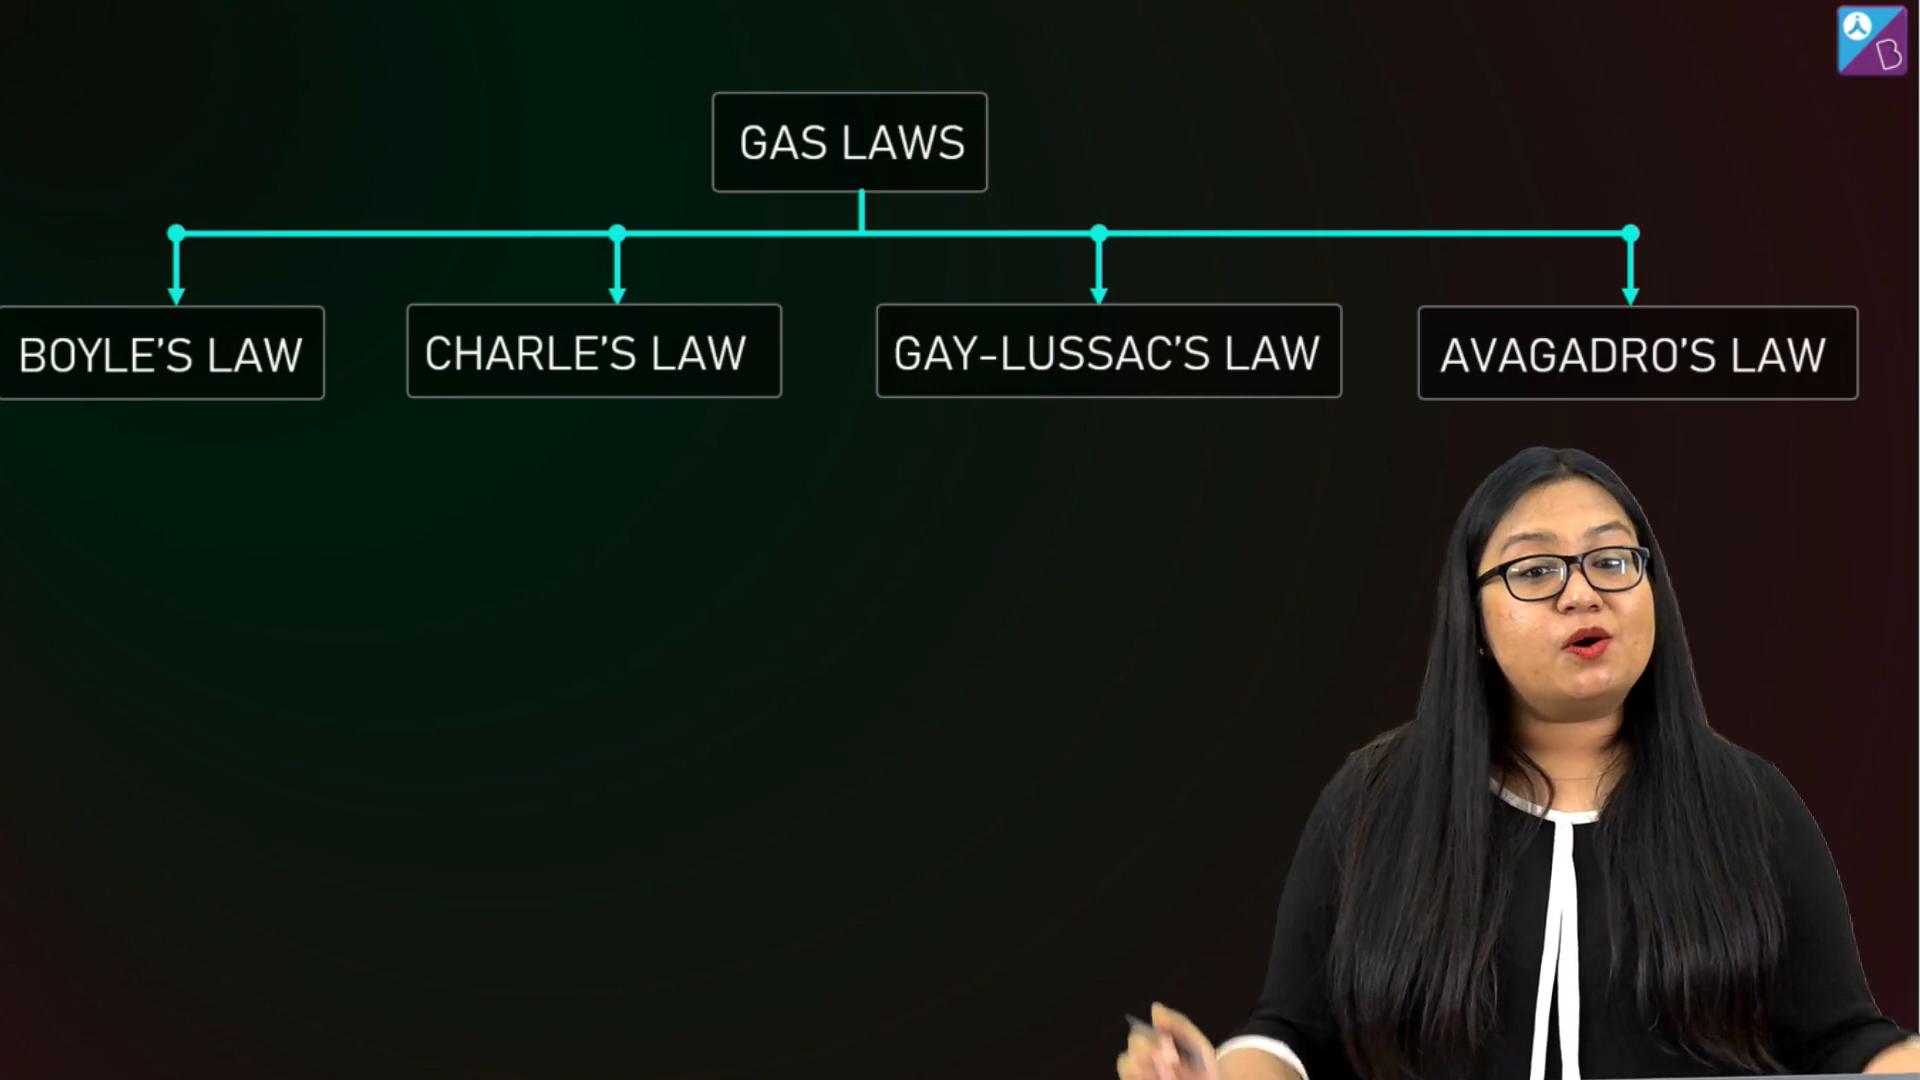 GAS LAWS
BOYLE'S LAW
CHARLE'S LAW
GAY-LUSSAC'S LAW
AVAGADRO'S LAW
B